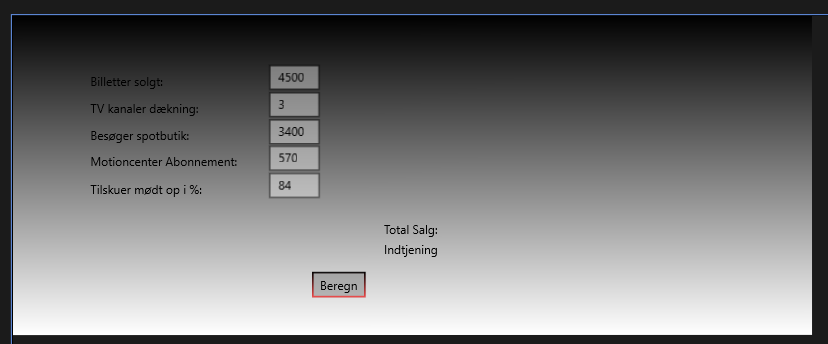 Billetter solgt: 4500
TV kanaler dækning: 3
Besøger spotbutik: 3400
Motioncenter Abonnement: 570
Tilskuer mødt op i %: 84
Total Salg:
Indtjening
Beregn